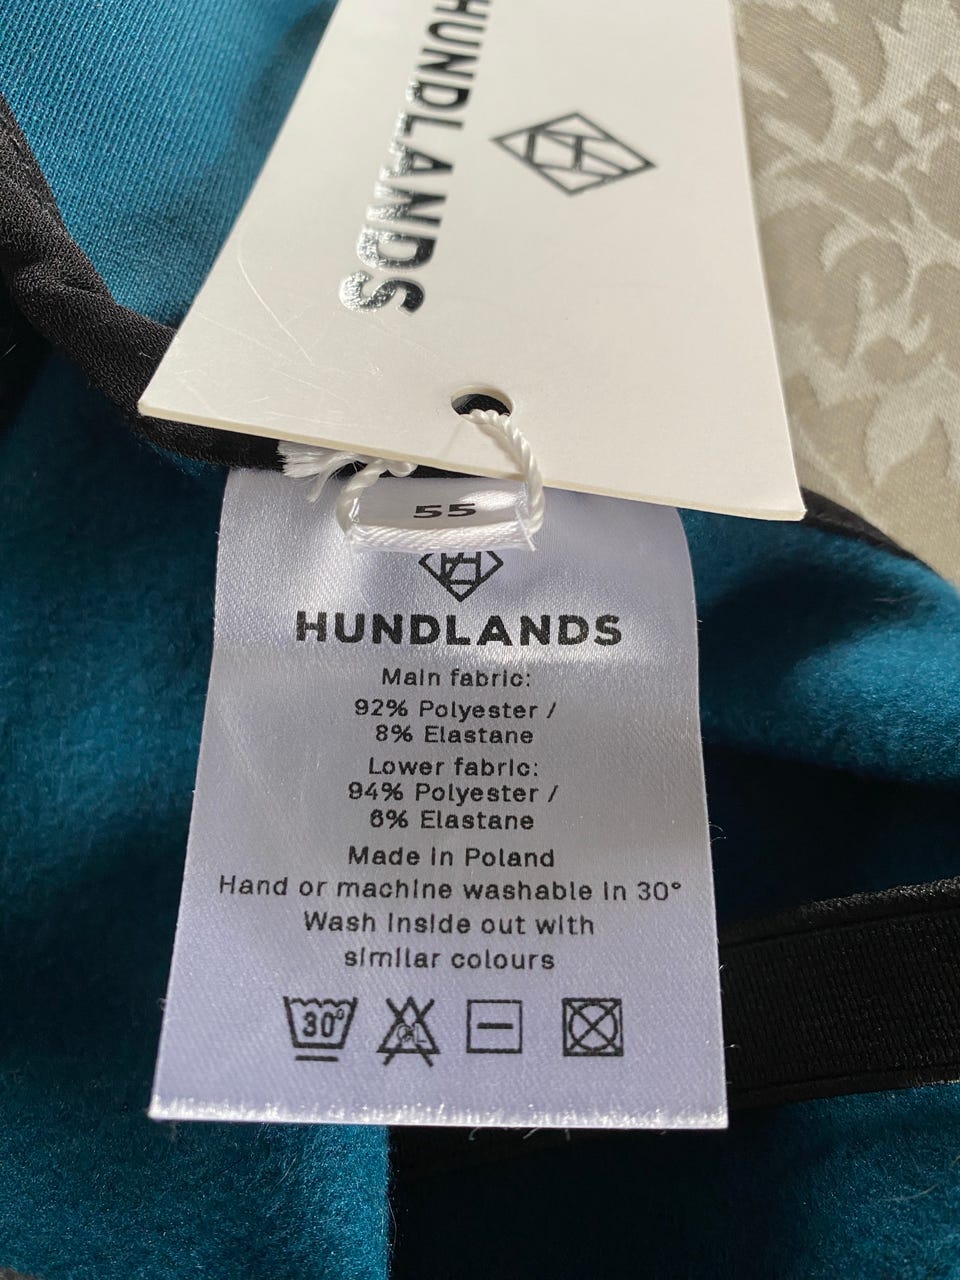 HUNDLANDS
55
HUNDLANDS
Main fabric:
92% Polyester /
8% Elastane
Lower fabric:
94% Polyester /
6% Elastane
Made in Poland
Hand or machine washable in 30°
Wash inside out with
similar colours
30° CL